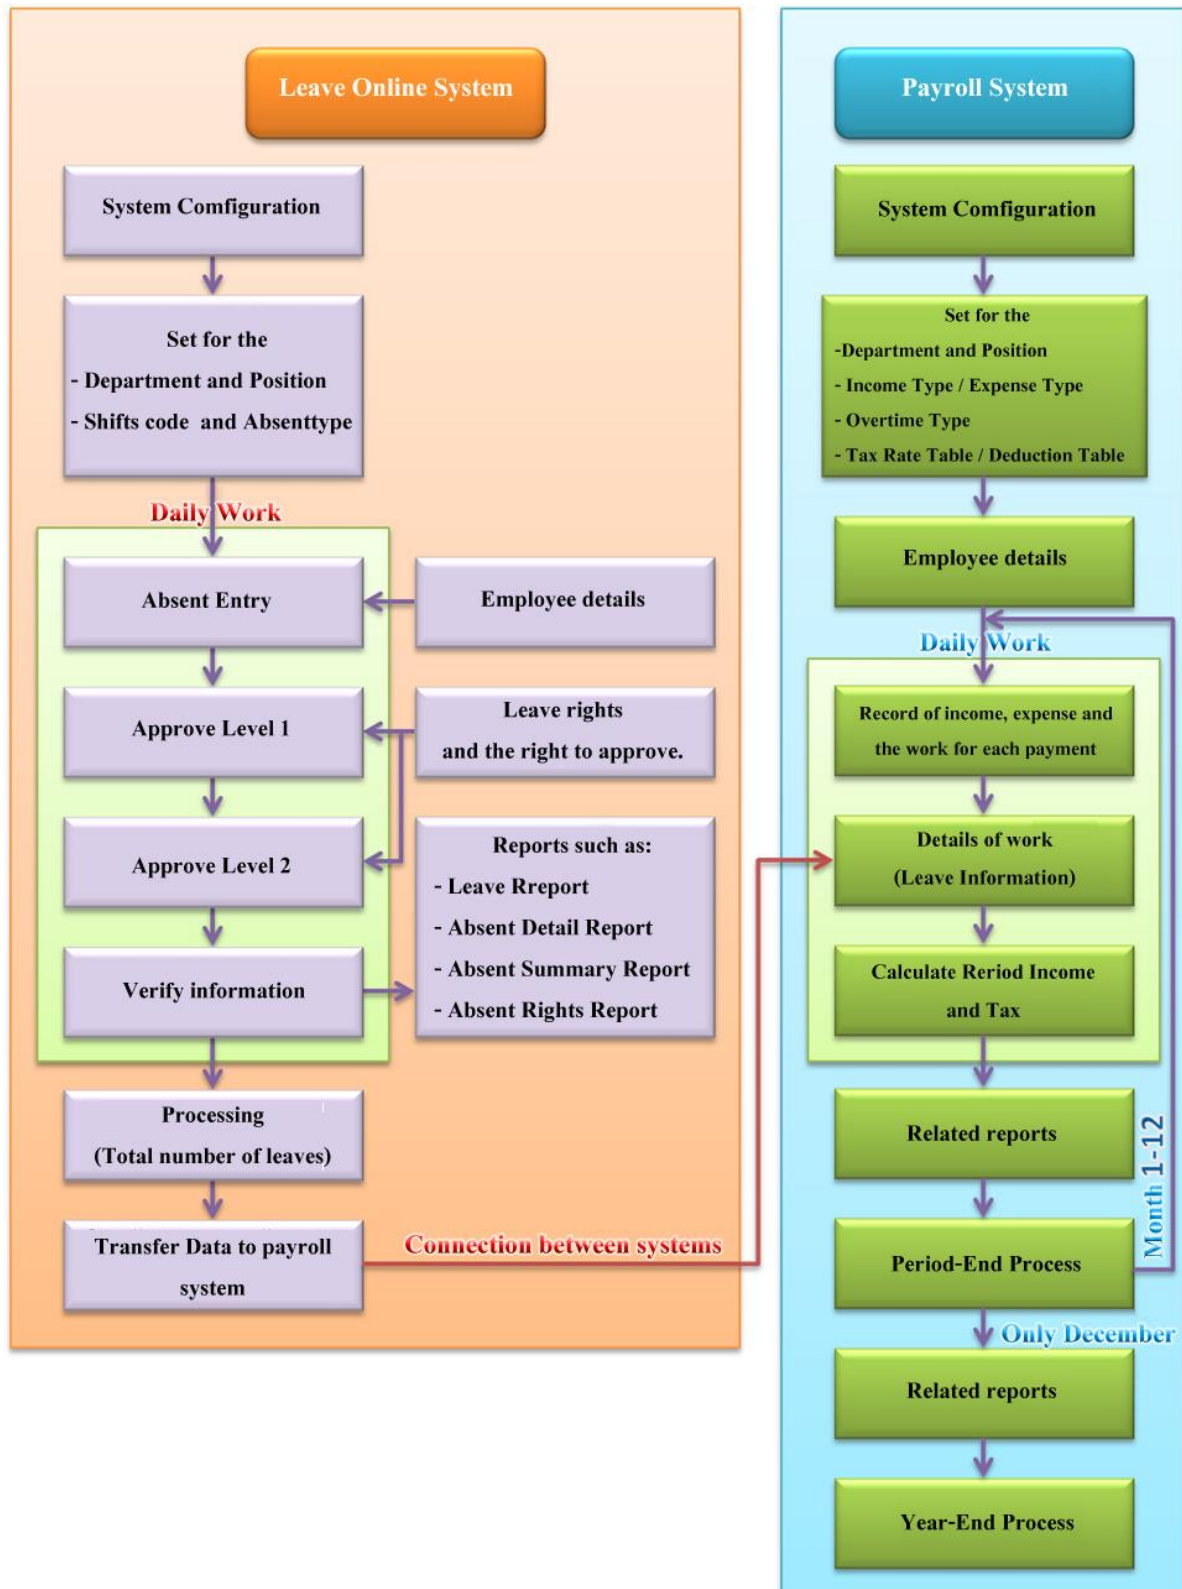 Leave Online System
System Comfiguration
Set for the
- Department and Position
- Shifts code and Absenttype
Daily Work
Absent Entry
Employee details
Approve Level 1
Leave rights
and the right to approve.
Approve Level 2
Reports such as:
- Leave Rreport
- Absent Detail Report
- Absent Summary Report
- Absent Rights Report
Verify information
Processing
(Total number of leaves)
Transfer Data to payroll
system
Connection between systems
Payroll System
System Comfiguration
Set for the
-Department and Position
- Income Type / Expense Type
- Overtime Type
- Tax Rate Table / Deduction Table
Employee details
Daily Work
Record of income, expense and
the work for each payment
Details of work
(Leave Information)
Calculate Reriod Income
and Tax
Related reports
Month 1-12
Period-End Process
Only December
Related reports
Year-End Process